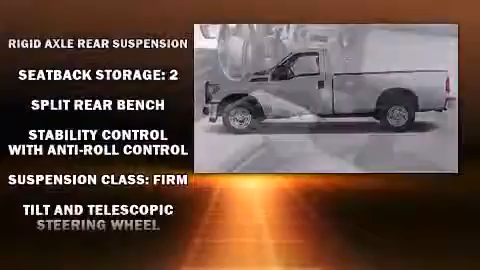 RIGID AXLE REAR SUSPENSION
SEATBACK STORAGE: 2
SPLIT REAR BENCH
STABILITY CONTROL
WITH ANTI-ROLL CONTROL
SUSPENSION CLASS: FIRM
TILT AND TELESCOPIC
STEERING WHEEL